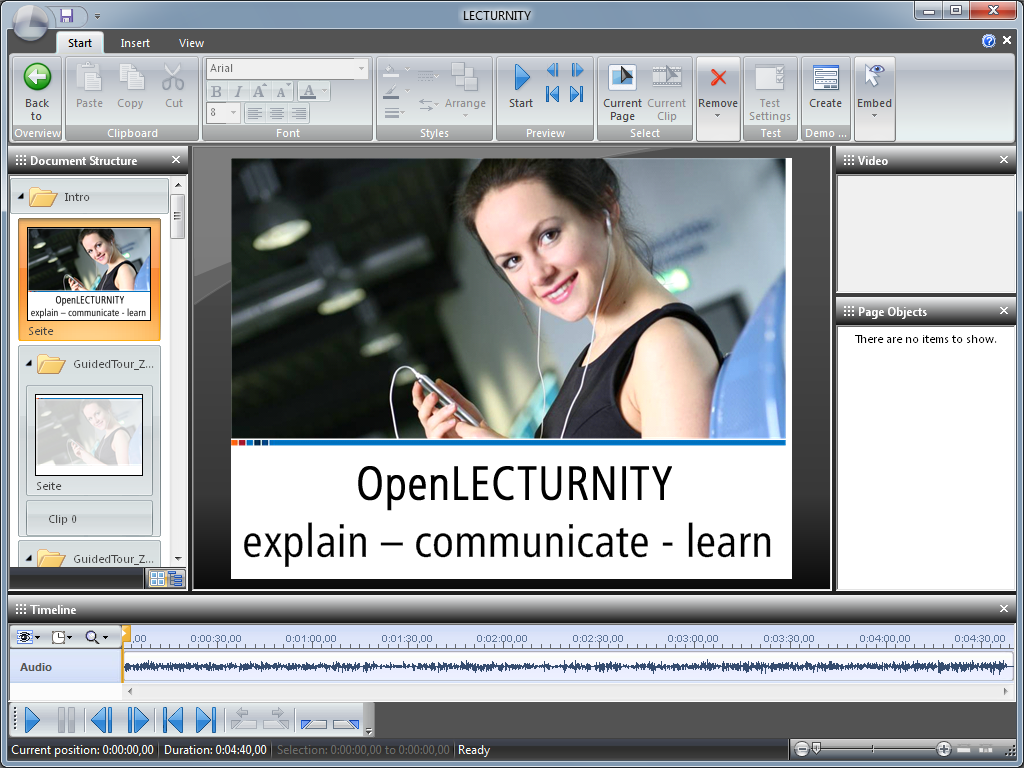 LECTURNITY
Start Insert View
Back to
Overview
Paste Copy Cut
Clipboard
Arial
B I A A A
8
Font
Arrange
Styles
Start
Preview
Current Page
Current Clip
Select
Remove
Test Settings
Test
Create
Demo ...
Embed
Document Structure
Intro
OpenLECTURNITY
explain – communicate - learn
Seite
GuidedTour_Z...
Seite
Clip 0
GuidedTour_Z...
OpenLECTURNITY
explain – communicate - learn
Video
Page Objects
There are no items to show.
Timeline
,00 0:00:30,00 0:01:00,00 0:01:30,00 0:02:00,00 0:02:30,00 0:03:00,00 0:03:30,00 0:04:00,00 0:04:30,00
Audio
Current position: 0:00:00,00 Duration: 0:04:40,00 Selection: 0:00:00,00 to 0:00:00,00 Ready